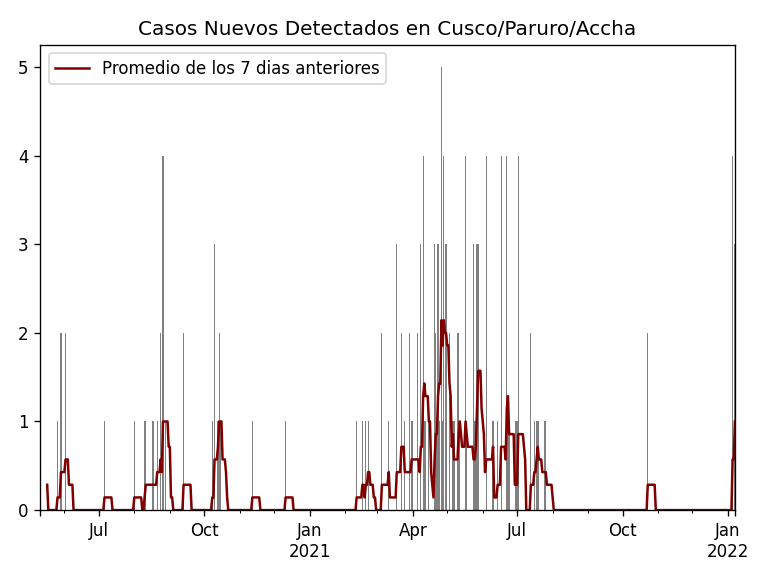 Casos Nuevos Detectados en Cusco/Paruro/Accha
Promedio de los 7 dias anteriores
5
4
3
2
1
0
Jul
Oct
Jan
2021
Apr
Jul
Oct
Jan
2022